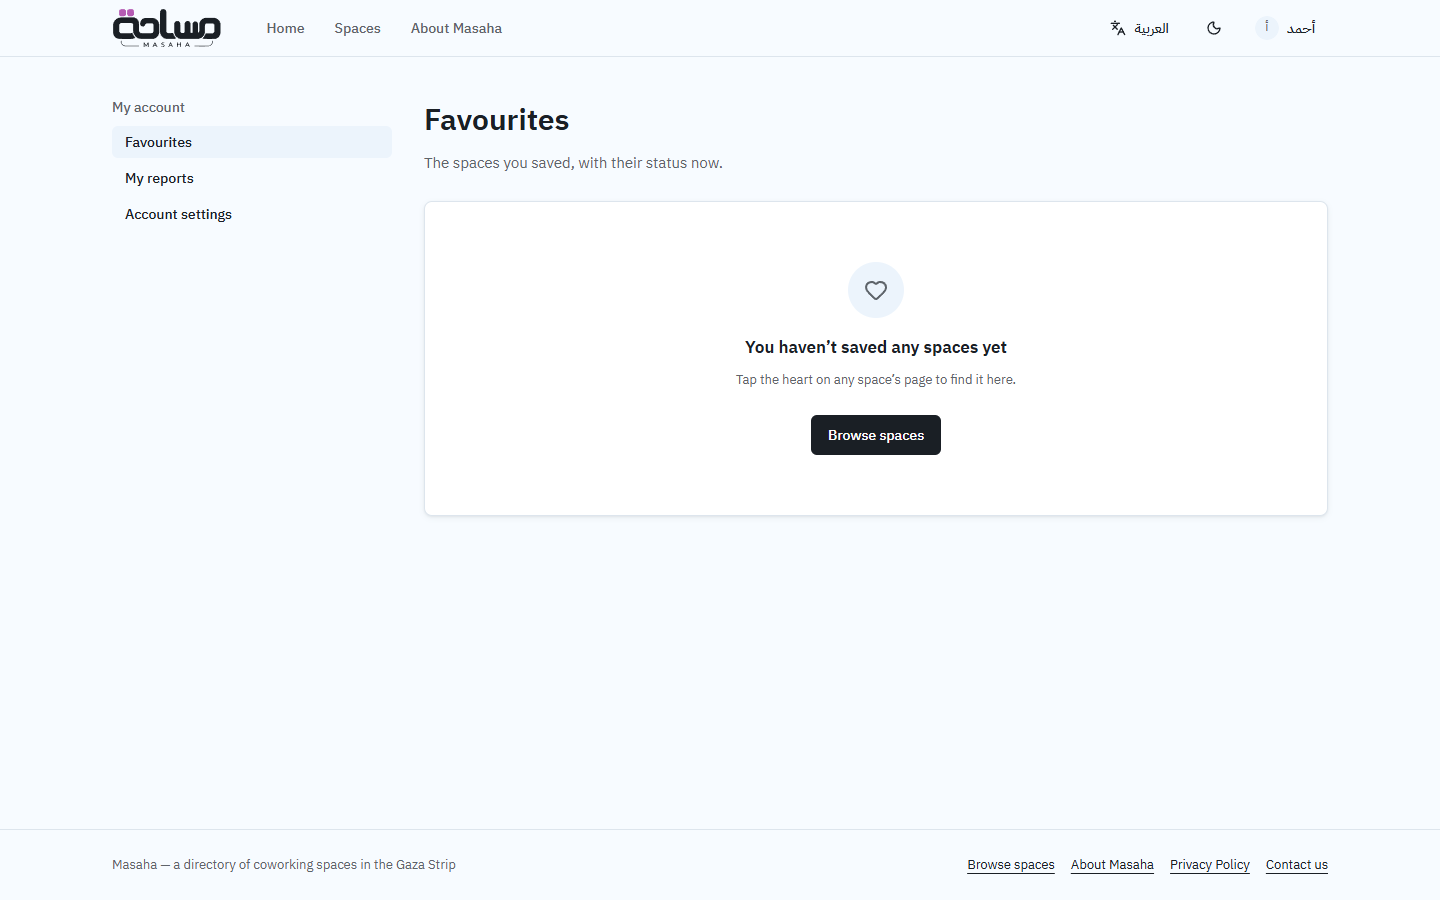 مساحة
MASAHA
Home
Spaces
About Masaha
العربية
أ
أحمد
My account
Favourites
My reports
Account settings
Favourites
The spaces you saved, with their status now.
You haven’t saved any spaces yet
Tap the heart on any space’s page to find it here.
Browse spaces
Masaha — a directory of coworking spaces in the Gaza Strip
Browse spaces
About Masaha
Privacy Policy
Contact us